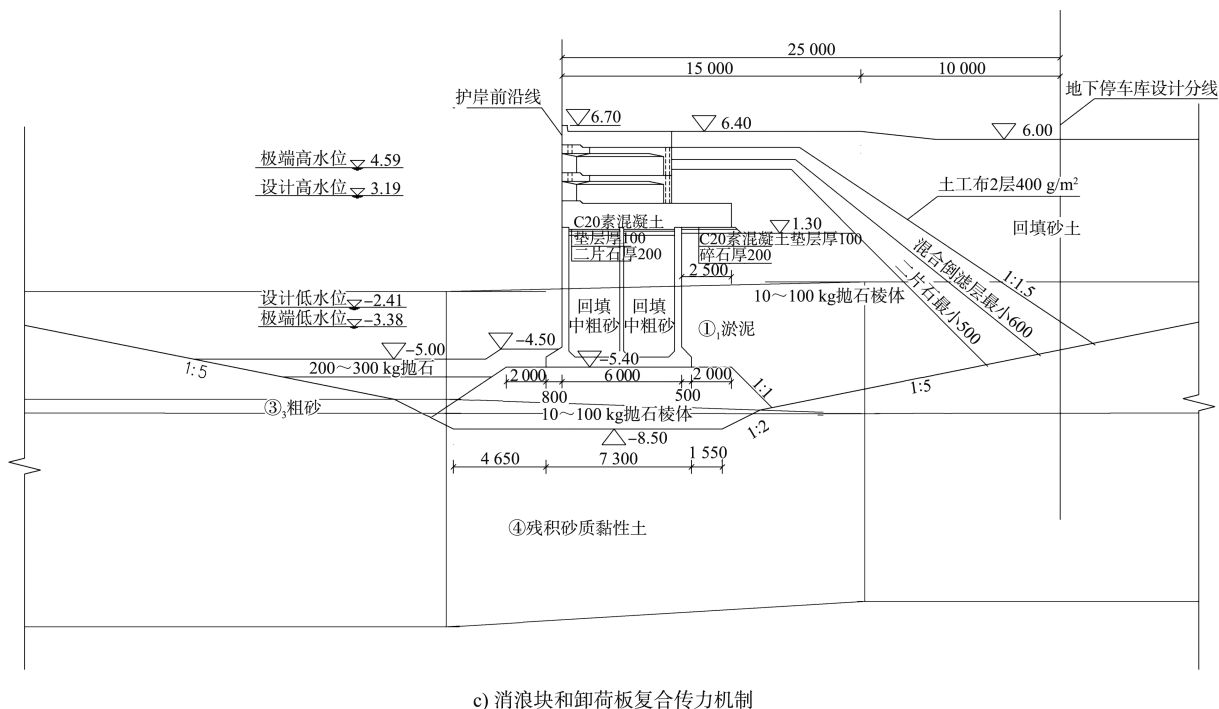 25 000
15 000
10 000
地下停车库设计分线
护岸前沿线
6.70
6.40
6.00
极端高水位 4.59
设计高水位 3.19
土工布2层400 g/m²
回填砂土
1.30
C20素混凝土
垫层厚100
二片石厚200
C20素混凝土垫层厚100
碎石厚200
2 500
混合倒滤层最小600
1:1.5
二片石最小500
10～100 kg抛石棱体
设计低水位 -2.41
极端低水位 -3.38
回填
中粗砂
回填
中粗砂
①₁淤泥
-4.50
-5.00
-5.40
1:5
200～300 kg抛石
2 000
6 000
2 000
1:1
1:5
800
500
③₃粗砂
10～100 kg抛石棱体
1:2
-8.50
4 650
7 300
1 550
④残积砂质黏性土
c) 消浪块和卸荷板复合传力机制